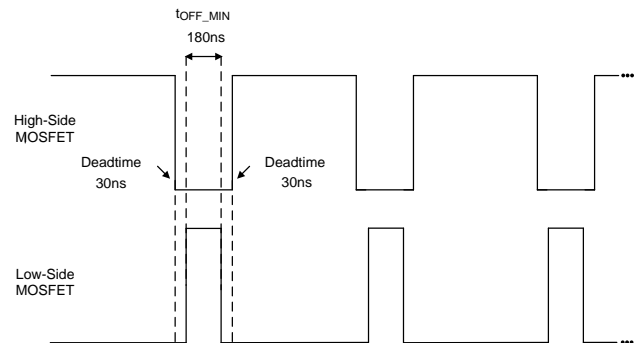 tOFF_MIN
180ns
High-Side
MOSFET
Deadtime
30ns
Deadtime
30ns
Low-Side
MOSFET